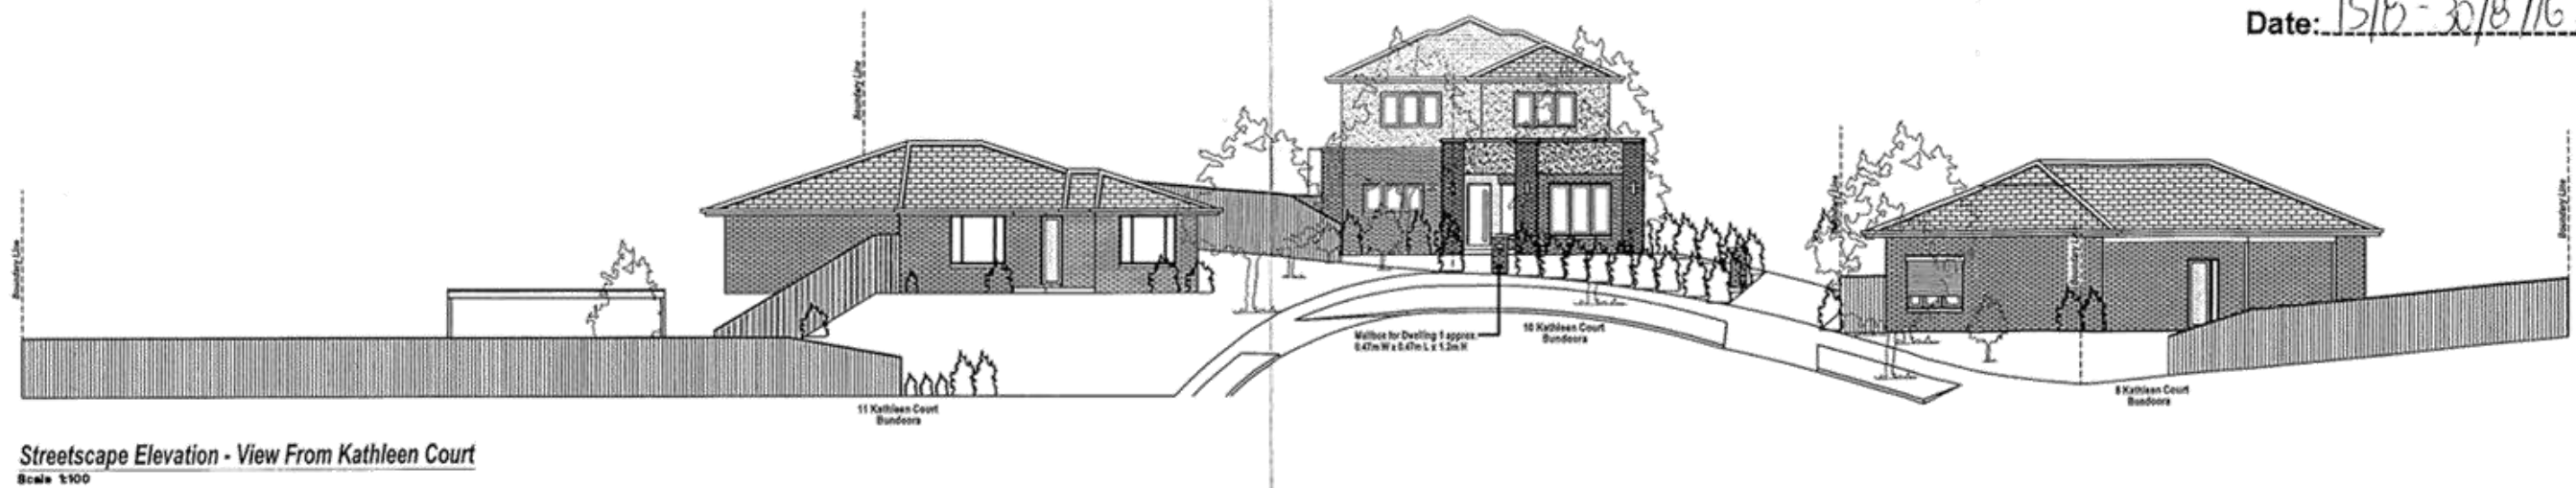 Date: 15/8 - 30/8/16
Boundary Line
Boundary Line
Boundary Line
Boundary Line
Mailbox for Dwelling 1 approx.
0.47m W x 0.47m L x 1.2m H
10 Kathleen Court
Bundoora
11 Kathleen Court
Bundoora
8 Kathleen Court
Bundoora
Streetscape Elevation - View From Kathleen Court
Scale 1:100